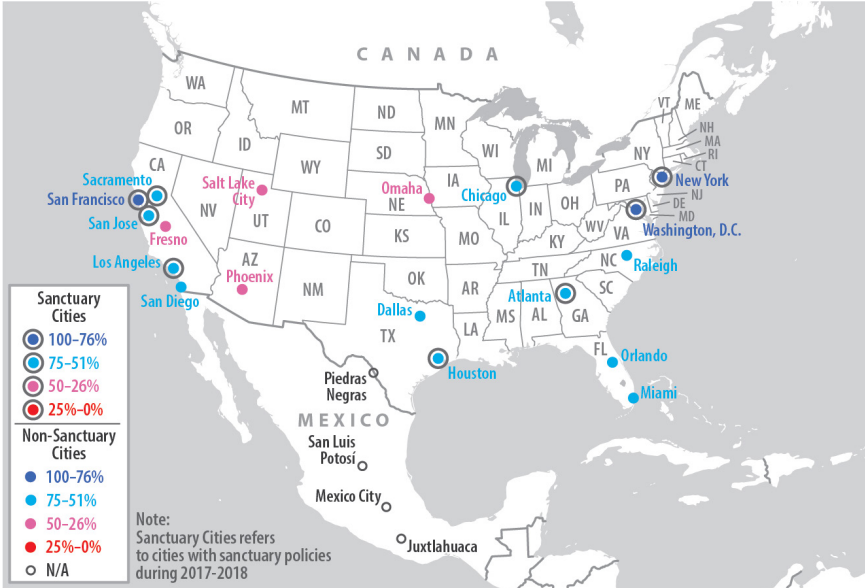 CANADA
WA
MT
ND
MN
VT
ME
OR
ID
SD
WI
MI
NY
NH
MA
RI
CT
CA
WY
IA
PA
New York
Sacramento
San Francisco
Salt Lake
City
Omaha
NE
Chicago
IL
IN
OH
NJ
DE
MD
San Jose
Fresno
NV
UT
CO
KS
MO
KY
WV
VA
Washington, D.C.
Los Angeles
AZ
Phoenix
NM
OK
AR
TN
NC
Raleigh
San Diego
Dallas
TX
LA
MS
AL
Atlanta
GA
SC
Houston
FL
Orlando
Miami
Piedras
Negras
MEXICO
San Luis
Potosí
Mexico City
Juxtlahuaca
Sanctuary
Cities
100–76%
75–51%
50–26%
25%–0%
Non-Sanctuary
Cities
100–76%
75–51%
50–26%
25%–0%
N/A
Note:
Sanctuary Cities refers
to cities with sanctuary policies
during 2017-2018